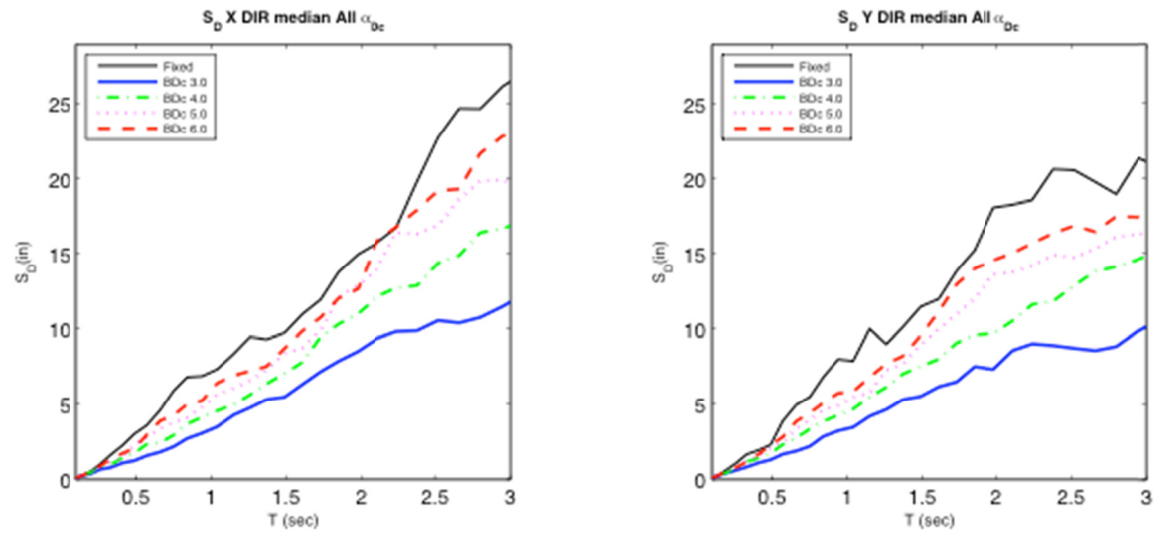 S_D X DIR median All α_Dc
Fixed
BDc 3.0
BDc 4.0
BDc 5.0
BDc 6.0
25
20
15
10
5
0
S_D(in)
0.5 1 1.5 2 2.5 3
T (sec)
S_D Y DIR median All α_Dc
Fixed
BDc 3.0
BDc 4.0
BDc 5.0
BDc 6.0
25
20
15
10
5
0
S_D(in)
0.5 1 1.5 2 2.5 3
T (sec)